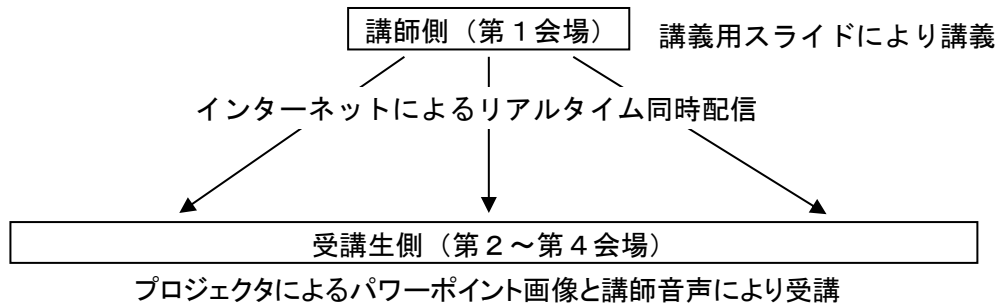 講師側（第１会場）　講義用スライドにより講義
インターネットによるリアルタイム同時配信
受講生側（第２～第４会場）
プロジェクタによるパワーポイント画像と講師音声により受講